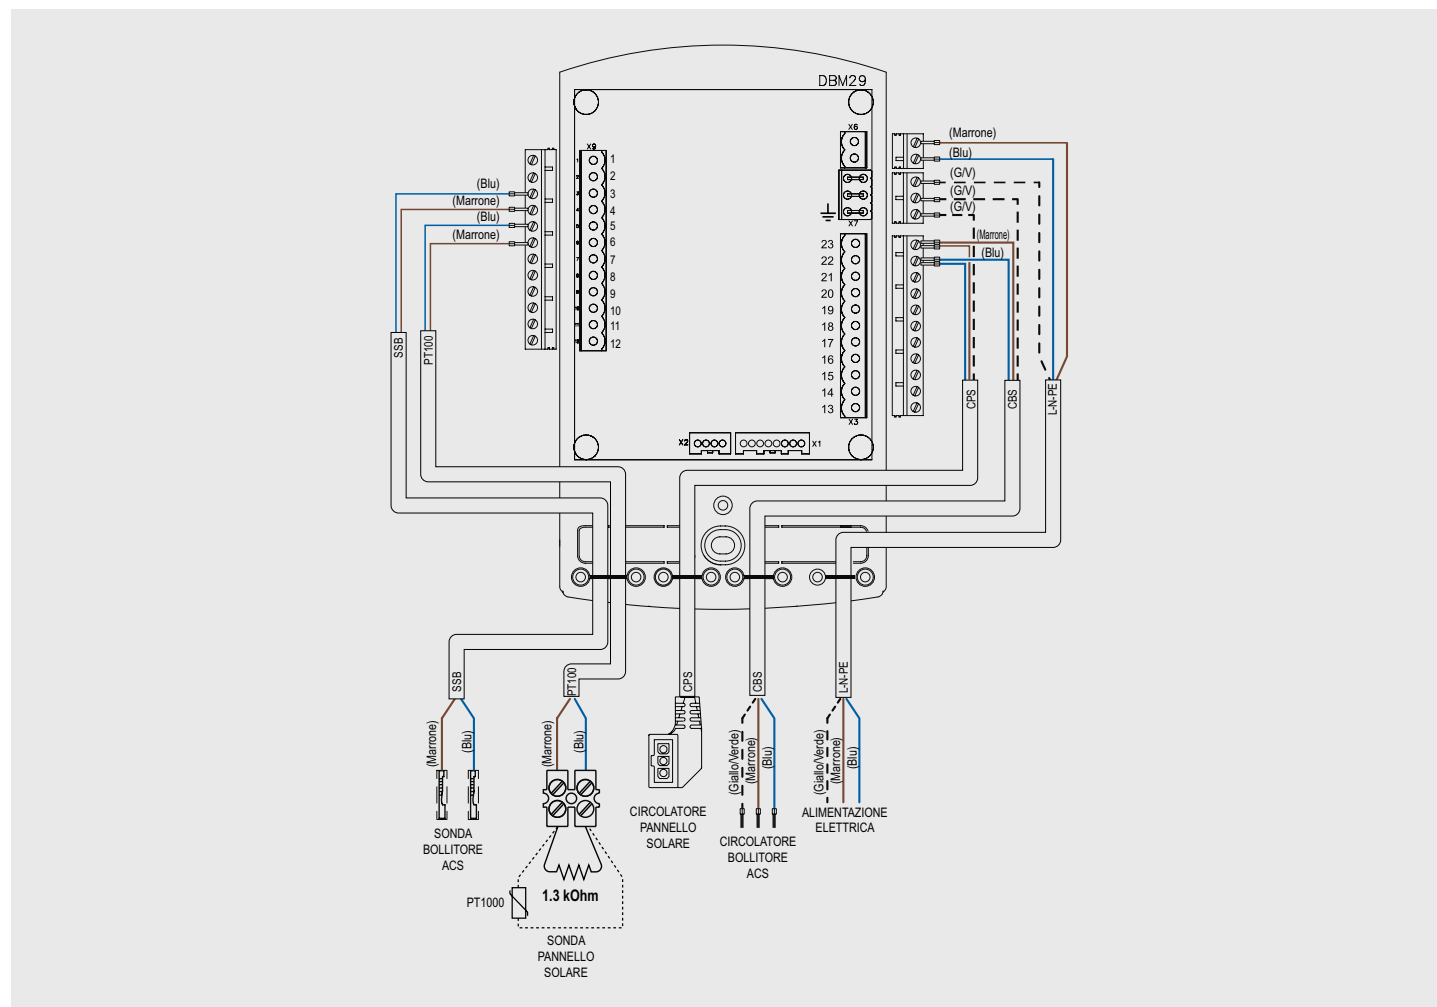 DBM29
X6
X9
1
2
3
4
5
6
7
8
9
10
11
12
(Blu)
(Marrone)
(Blu)
(Marrone)
SSB
PT100
X7
23
22
21
20
19
18
17
16
15
14
13
X3
X2
X1
(Marrone)
(Blu)
(G/V)
(G/V)
(G/V)
(Marrone)
(Blu)
CPS
CBS
L-N-PE
SSB
PT100
CPS
CBS
L-N-PE
(Marrone)
(Blu)
(Marrone)
(Blu)
(Giallo/Verde)
(Marrone)
(Blu)
(Giallo/Verde)
(Marrone)
(Blu)
SONDA
BOLLITORE
ACS
CIRCOLATORE
PANNELLO
SOLARE
CIRCOLATORE
BOLLITORE
ACS
ALIMENTAZIONE
ELETTRICA
1.3 kOhm
PT1000
SONDA
PANNELLO
SOLARE